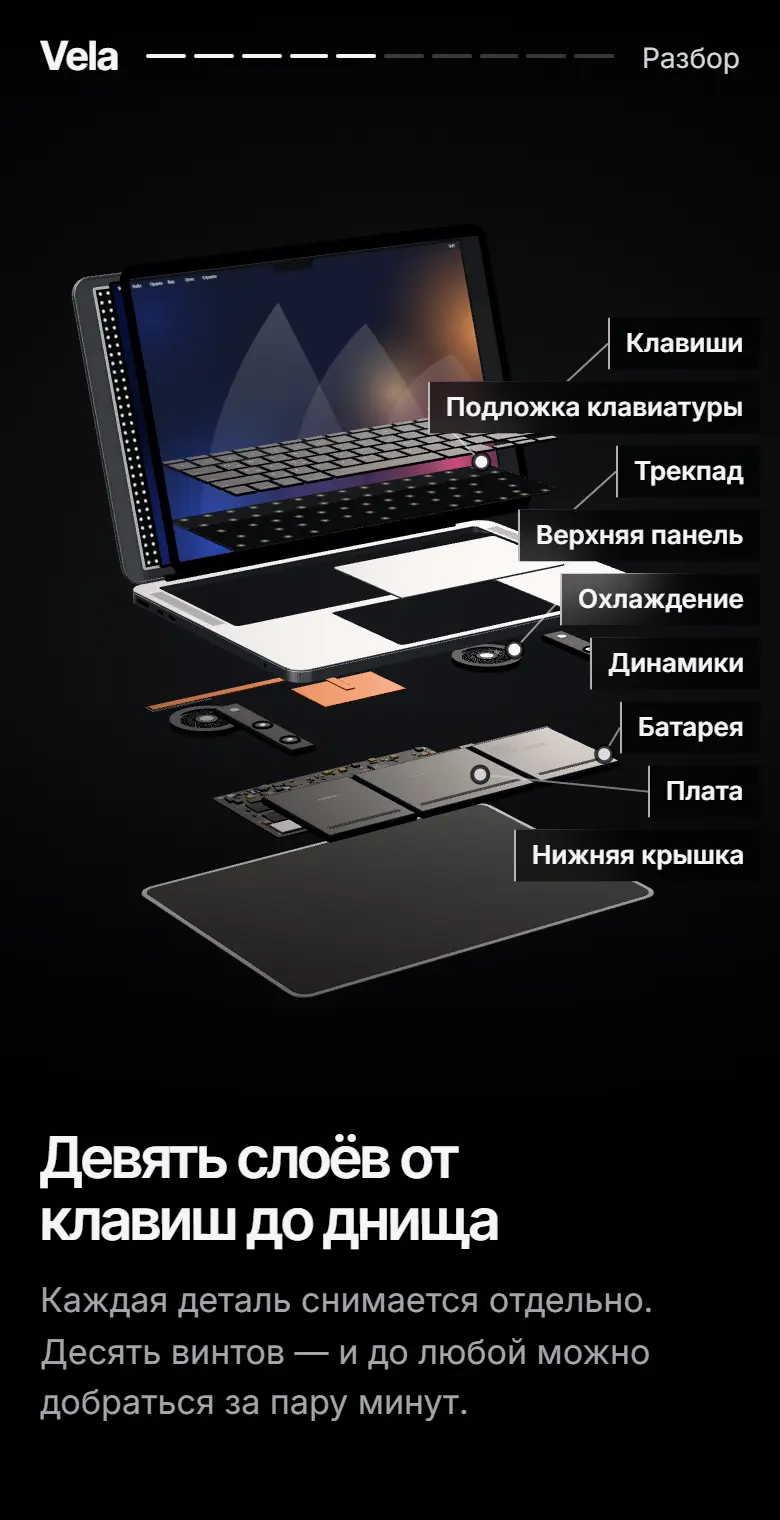 Vela
Разбор
Клавиши
Подложка клавиатуры
Трекпад
Верхняя панель
Охлаждение
Динамики
Батарея
Плата
Нижняя крышка
Девять слоёв от
клавиш до днища
Каждая деталь снимается отдельно.
Десять винтов — и до любой можно
добраться за пару минут.